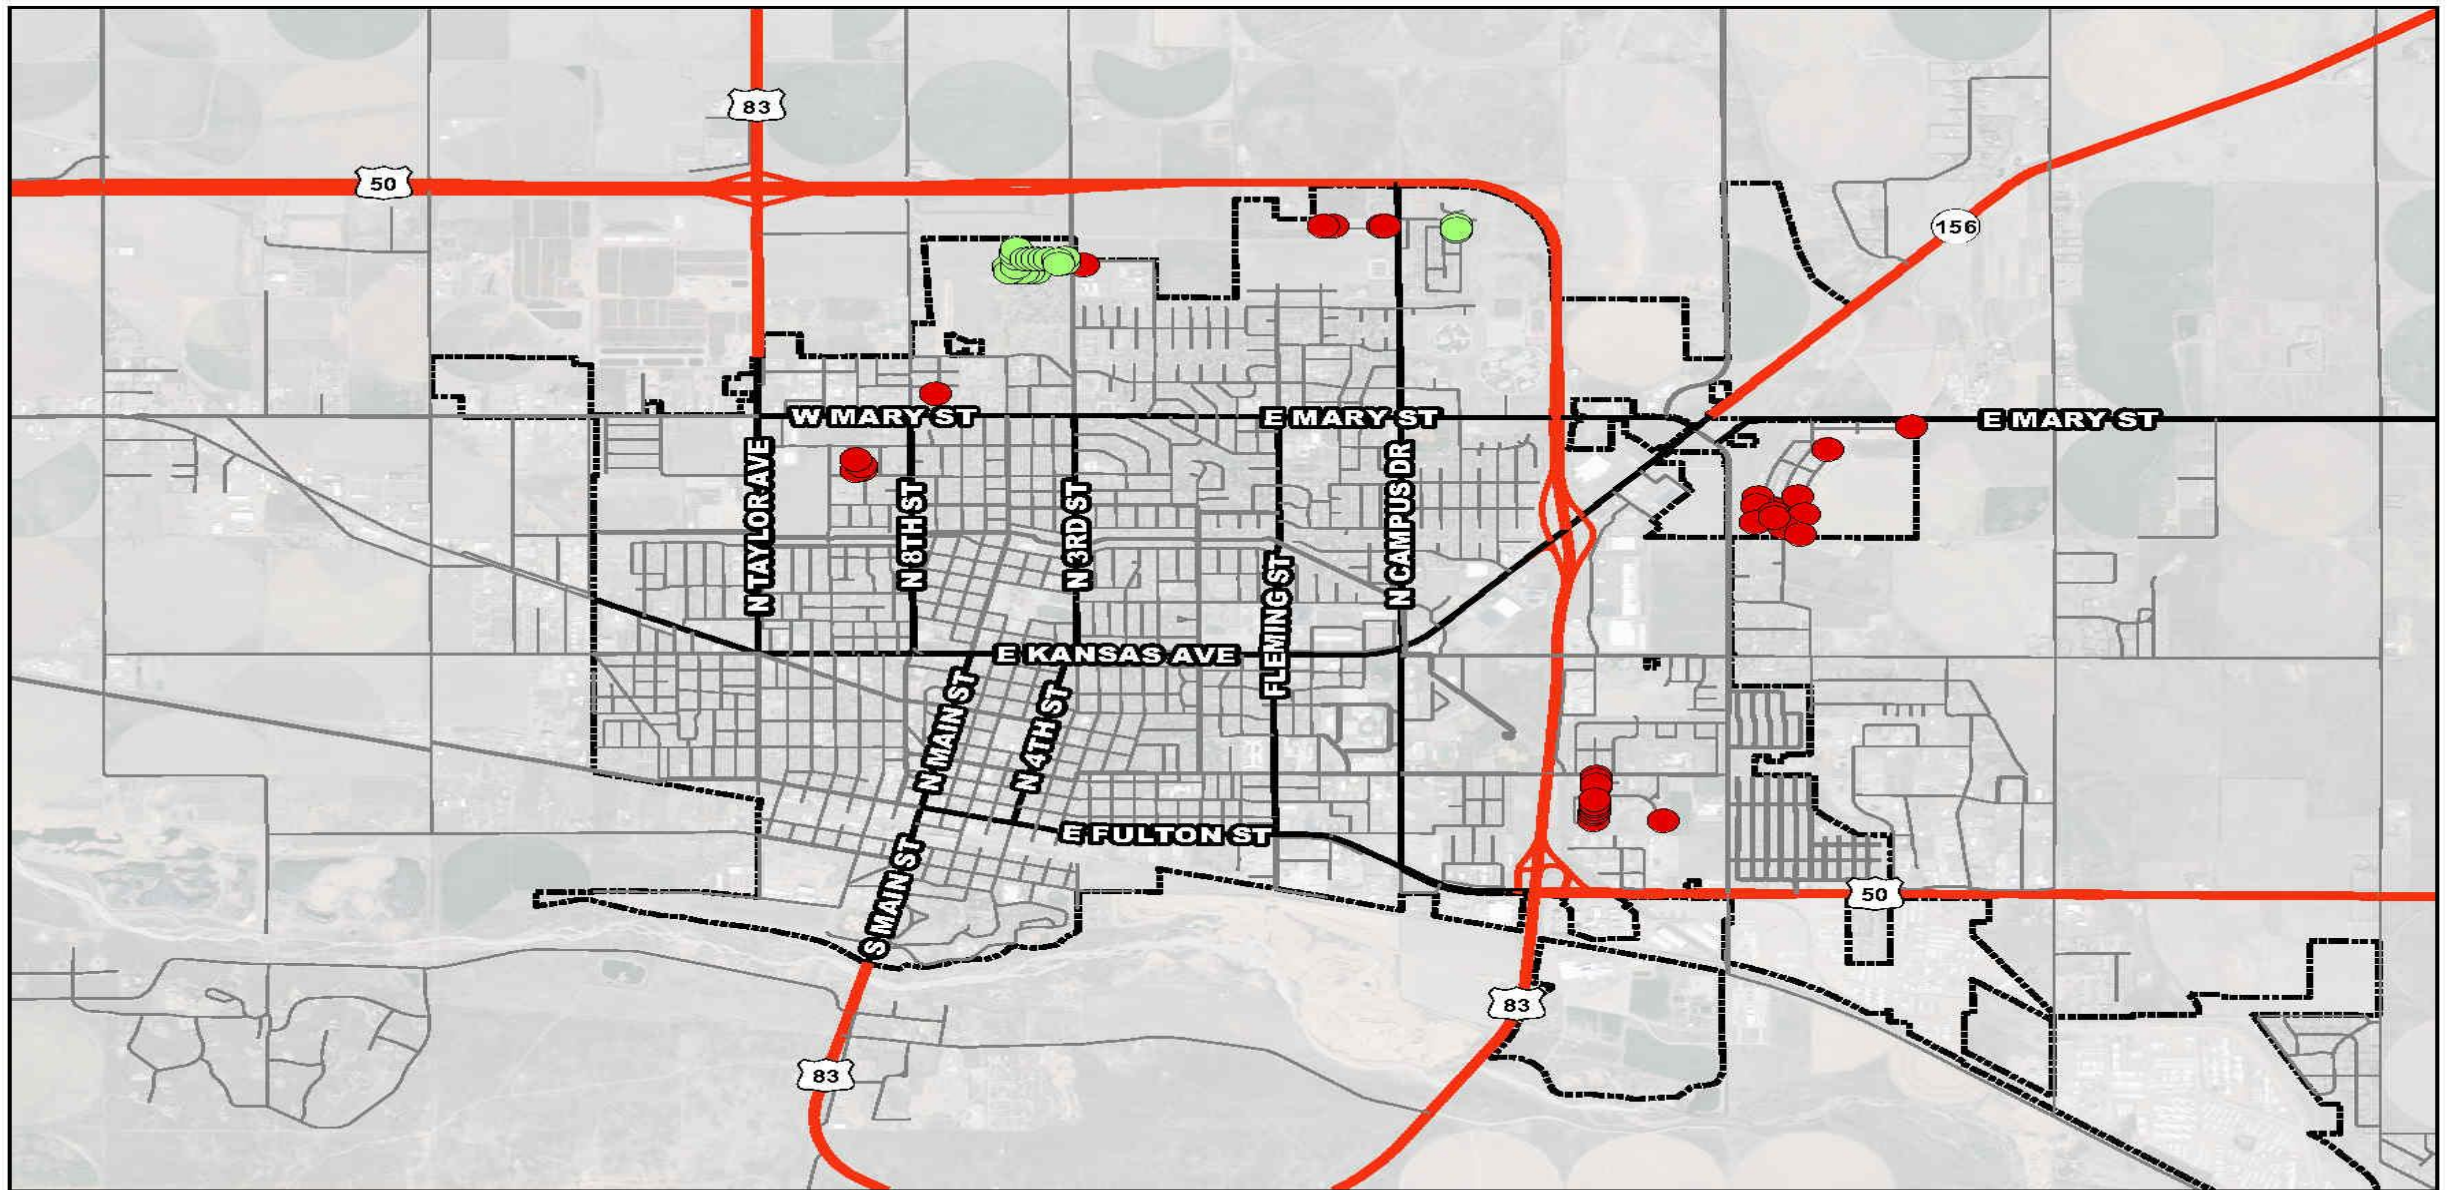 83
50
156
W MARY ST
E MARY ST
E MARY ST
N TAYLOR AVE
N 8TH ST
N 3RD ST
FLEMING ST
N CAMPUS DR
E KANSAS AVE
N MAIN ST
N 4TH ST
E FULTON ST
S MAIN ST
50
83
83